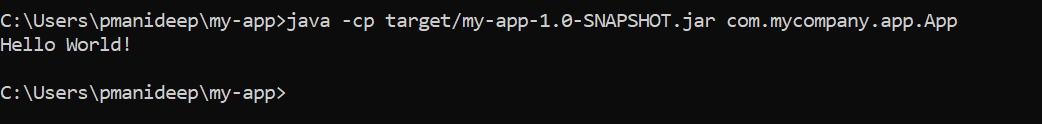 C:\Users\pmanideep\my-app>java -cp target/my-app-1.0-SNAPSHOT.jar com.mycompany.app.App
Hello World!
C:\Users\pmanideep\my-app>